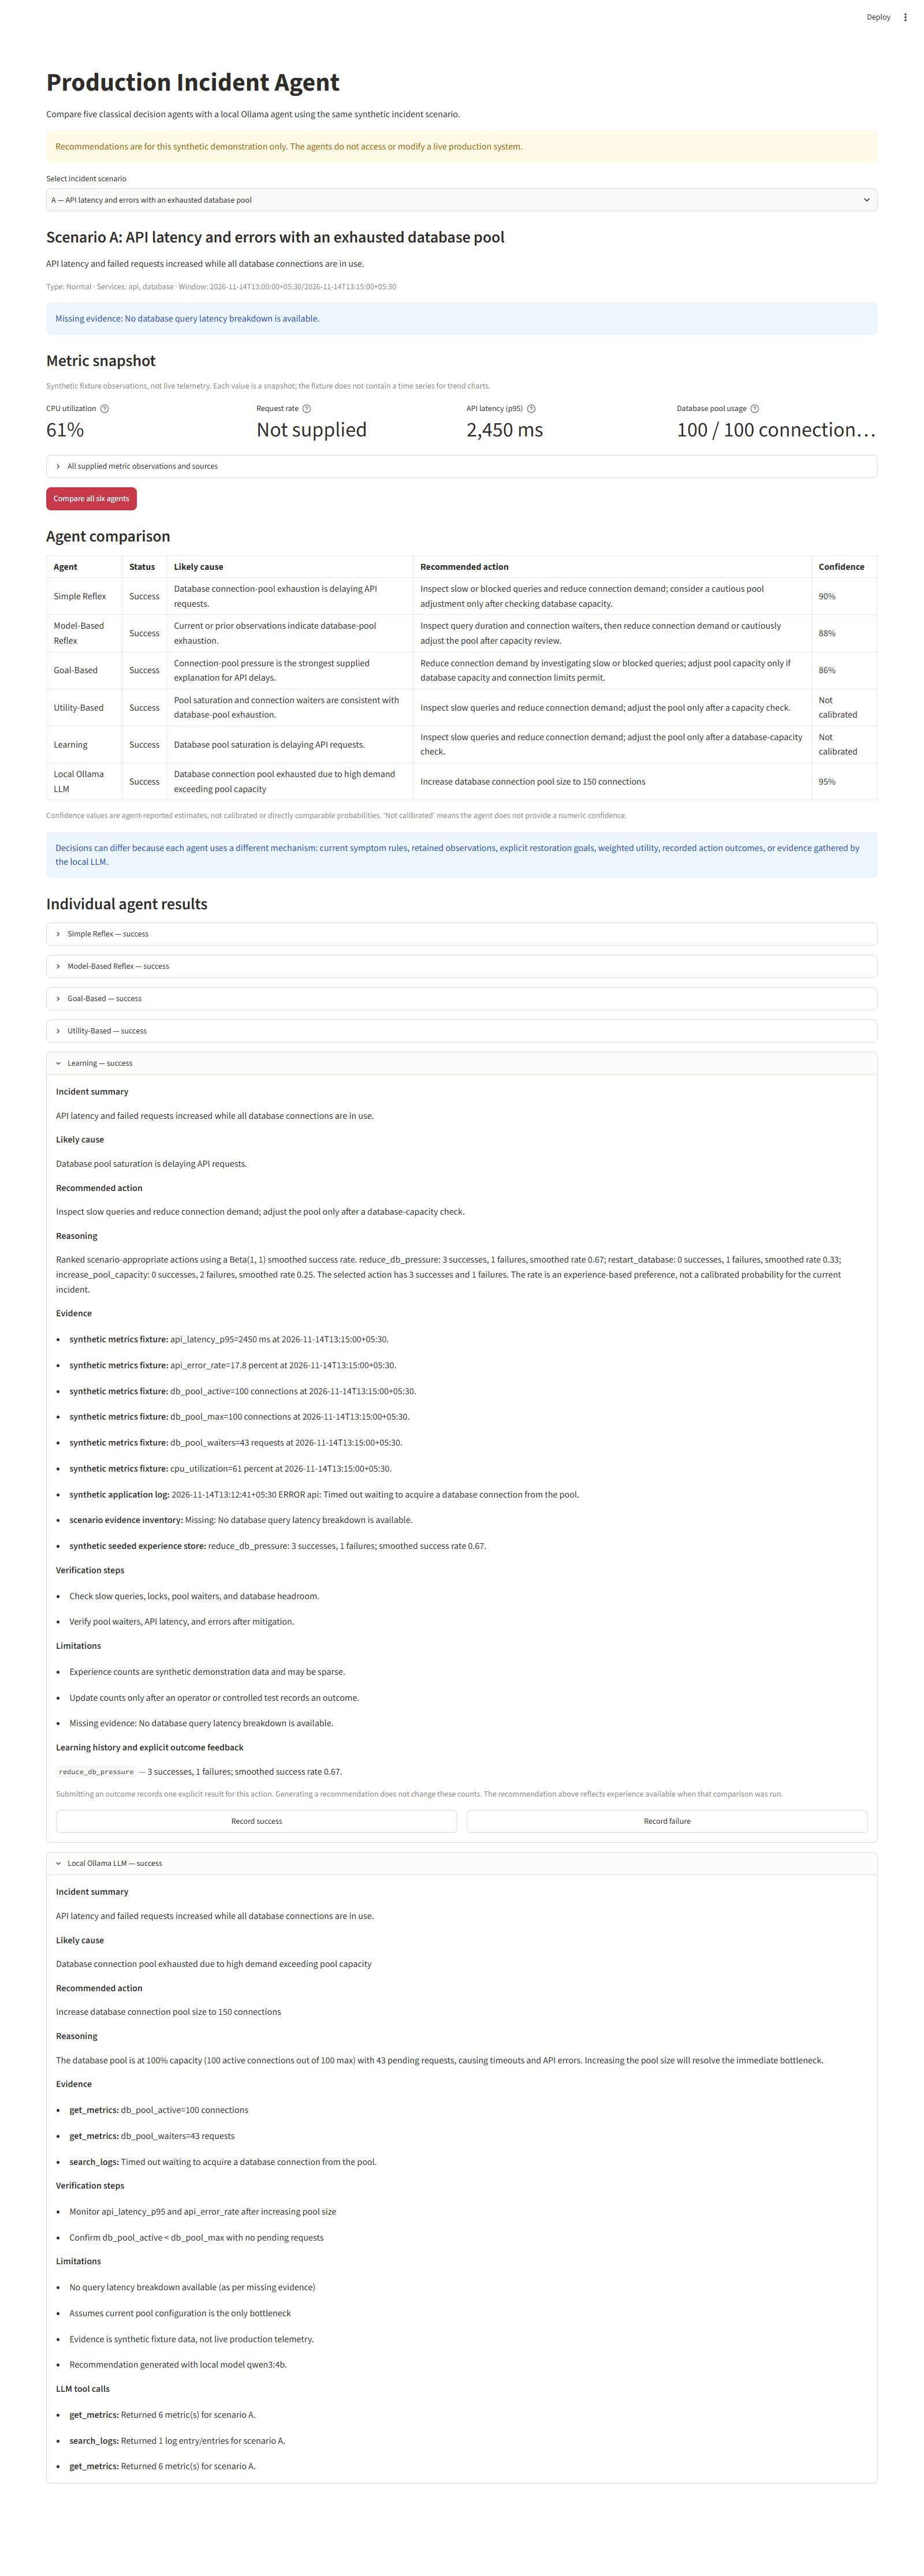 Deploy
Production Incident Agent
Compare five classical decision agents with a local Ollama agent using the same synthetic incident scenario.
Recommendations are for this synthetic demonstration only. The agents do not access or modify a live production system.
Select incident scenario
A — API latency and errors with an exhausted database pool
Scenario A: API latency and errors with an exhausted database pool
API latency and failed requests increased while all database connections are in use.
Type: Normal · Services: api, database · Window: 2026-11-14T13:00:00+05:30/2026-11-14T13:15:00+05:30
Missing evidence: No database query latency breakdown is available.
Metric snapshot
Synthetic fixture observations, not live telemetry. Each value is a snapshot; the fixture does not contain a time series for trend charts.
CPU utilization
61%
Request rate
Not supplied
API latency (p95)
2,450 ms
Database pool usage
100 / 100 connection…
All supplied metric observations and sources
Compare all six agents
Agent comparison
Agent Status Likely cause Recommended action Confidence
Simple Reflex Success Database connection-pool exhaustion is delaying API
requests. Inspect slow or blocked queries and reduce connection demand; consider a cautious pool
adjustment only after checking database capacity. 90%
Model-Based
Reflex Success Current or prior observations indicate database-pool
exhaustion. Inspect query duration and connection waiters, then reduce connection demand or cautiously
adjust the pool after capacity review. 88%
Goal-Based Success Connection-pool pressure is the strongest supplied
explanation for API delays. Reduce connection demand by investigating slow or blocked queries; adjust pool capacity only if
database capacity and connection limits permit. 86%
Utility-Based Success Pool saturation and connection waiters are consistent with
database-pool exhaustion. Inspect slow queries and reduce connection demand; adjust the pool only after a capacity check. Not
calibrated
Learning Success Database pool saturation is delaying API requests. Inspect slow queries and reduce connection demand; adjust the pool only after a database-capacity
check. Not
calibrated
Local Ollama
LLM Success Database connection pool exhausted due to high demand
exceeding pool capacity Increase database connection pool size to 150 connections 95%
Confidence values are agent-reported estimates, not calibrated or directly comparable probabilities. 'Not calibrated' means the agent does not provide a numeric confidence.
Decisions can differ because each agent uses a different mechanism: current symptom rules, retained observations, explicit restoration goals, weighted utility, recorded action outcomes, or evidence gathered by
the local LLM.
Individual agent results
Simple Reflex — success
Model-Based Reflex — success
Goal-Based — success
Utility-Based — success
Learning — success
Incident summary
API latency and failed requests increased while all database connections are in use.
Likely cause
Database pool saturation is delaying API requests.
Recommended action
Inspect slow queries and reduce connection demand; adjust the pool only after a database-capacity check.
Reasoning
Ranked scenario-appropriate actions using a Beta(1, 1) smoothed success rate. reduce_db_pressure: 3 successes, 1 failures, smoothed rate 0.67; restart_database: 0 successes, 1 failures, smoothed rate 0.33;
increase_pool_capacity: 0 successes, 2 failures, smoothed rate 0.25. The selected action has 3 successes and 1 failures. The rate is an experience-based preference, not a calibrated probability for the current
incident.
Evidence
• synthetic metrics fixture: api_latency_p95=2450 ms at 2026-11-14T13:15:00+05:30.
• synthetic metrics fixture: api_error_rate=17.8 percent at 2026-11-14T13:15:00+05:30.
• synthetic metrics fixture: db_pool_active=100 connections at 2026-11-14T13:15:00+05:30.
• synthetic metrics fixture: db_pool_max=100 connections at 2026-11-14T13:15:00+05:30.
• synthetic metrics fixture: db_pool_waiters=43 requests at 2026-11-14T13:15:00+05:30.
• synthetic metrics fixture: cpu_utilization=61 percent at 2026-11-14T13:15:00+05:30.
• synthetic application log: 2026-11-14T13:12:41+05:30 ERROR api: Timed out waiting to acquire a database connection from the pool.
• scenario evidence inventory: Missing: No database query latency breakdown is available.
• synthetic seeded experience store: reduce_db_pressure: 3 successes, 1 failures; smoothed success rate 0.67.
Verification steps
• Check slow queries, locks, pool waiters, and database headroom.
• Verify pool waiters, API latency, and errors after mitigation.
Limitations
• Experience counts are synthetic demonstration data and may be sparse.
• Update counts only after an operator or controlled test records an outcome.
• Missing evidence: No database query latency breakdown is available.
Learning history and explicit outcome feedback
reduce_db_pressure — 3 successes, 1 failures; smoothed success rate 0.67.
Submitting an outcome records one explicit result for this action. Generating a recommendation does not change these counts. The recommendation above reflects experience available when that comparison was run.
Record success
Record failure
Local Ollama LLM — success
Incident summary
API latency and failed requests increased while all database connections are in use.
Likely cause
Database connection pool exhausted due to high demand exceeding pool capacity
Recommended action
Increase database connection pool size to 150 connections
Reasoning
The database pool is at 100% capacity (100 active connections out of 100 max) with 43 pending requests, causing timeouts and API errors. Increasing the pool size will resolve the immediate bottleneck.
Evidence
• get_metrics: db_pool_active=100 connections
• get_metrics: db_pool_waiters=43 requests
• search_logs: Timed out waiting to acquire a database connection from the pool.
Verification steps
• Monitor api_latency_p95 and api_error_rate after increasing pool size
• Confirm db_pool_active < db_pool_max with no pending requests
Limitations
• No query latency breakdown available (as per missing evidence)
• Assumes current pool configuration is the only bottleneck
• Evidence is synthetic fixture data, not live production telemetry.
• Recommendation generated with local model qwen3:4b.
LLM tool calls
• get_metrics: Returned 6 metric(s) for scenario A.
• search_logs: Returned 1 log entry/entries for scenario A.
• get_metrics: Returned 6 metric(s) for scenario A.